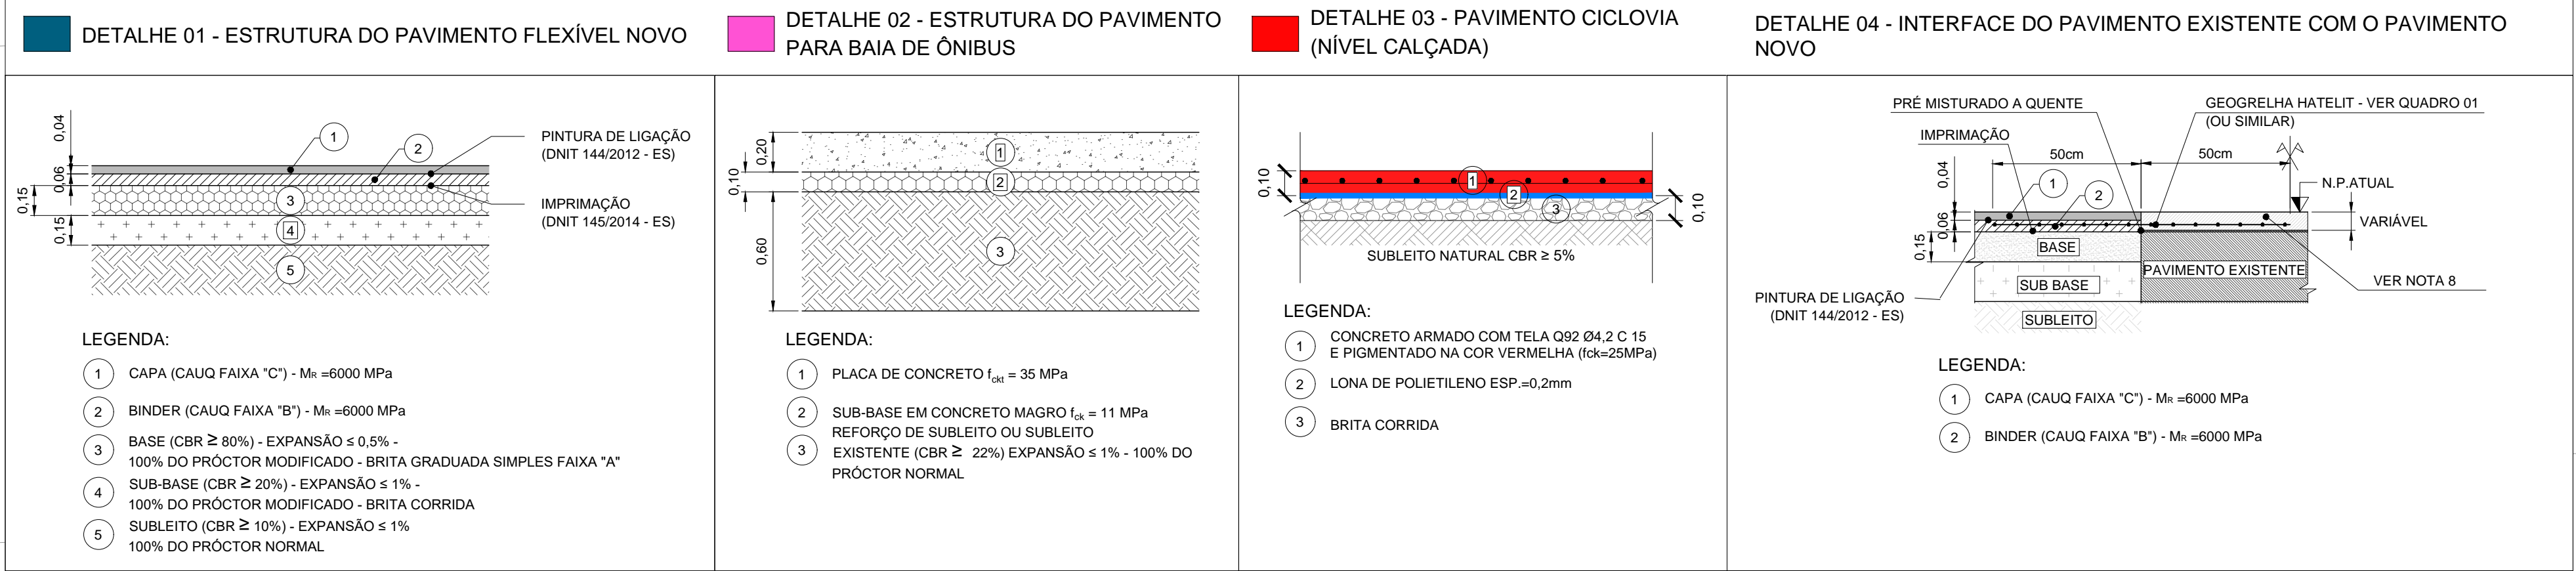 DETALHE 01 - ESTRUTURA DO PAVIMENTO FLEXÍVEL NOVO
0,04
0,06
0,15
0,15
1
2
3
4
5
PINTURA DE LIGAÇÃO
(DNIT 144/2012 - ES)
IMPRIMAÇÃO
(DNIT 145/2014 - ES)
LEGENDA:
1 CAPA (CAUQ FAIXA "C") - MR =6000 MPa
2 BINDER (CAUQ FAIXA "B") - MR =6000 MPa
3 BASE (CBR ≥ 80%) - EXPANSÃO ≤ 0,5% -
100% DO PRÓCTOR MODIFICADO - BRITA GRADUADA SIMPLES FAIXA "A"
4 SUB-BASE (CBR ≥ 20%) - EXPANSÃO ≤ 1% -
100% DO PRÓCTOR MODIFICADO - BRITA CORRIDA
5 SUBLEITO (CBR ≥ 10%) - EXPANSÃO ≤ 1%
100% DO PRÓCTOR NORMAL
DETALHE 02 - ESTRUTURA DO PAVIMENTO
PARA BAIA DE ÔNIBUS
0,20
0,10
0,60
1
2
3
LEGENDA:
1 PLACA DE CONCRETO fckt = 35 MPa
2 SUB-BASE EM CONCRETO MAGRO fck = 11 MPa
REFORÇO DE SUBLEITO OU SUBLEITO
3 EXISTENTE (CBR ≥ 22%) EXPANSÃO ≤ 1% - 100% DO
PRÓCTOR NORMAL
DETALHE 03 - PAVIMENTO CICLOVIA
(NÍVEL CALÇADA)
0,10
1
2
3
0,10
SUBLEITO NATURAL CBR ≥ 5%
LEGENDA:
1 CONCRETO ARMADO COM TELA Q92 Ø4,2 C 15
E PIGMENTADO NA COR VERMELHA (fck=25MPa)
2 LONA DE POLIETILENO ESP.=0,2mm
3 BRITA CORRIDA
DETALHE 04 - INTERFACE DO PAVIMENTO EXISTENTE COM O PAVIMENTO
NOVO
PRÉ MISTURADO A QUENTE
GEOGRELHA HATELIT - VER QUADRO 01
(OU SIMILAR)
IMPRIMAÇÃO
50cm
50cm
0,04
0,06
0,15
1
2
N.P.ATUAL
VARIÁVEL
BASE
PAVIMENTO EXISTENTE
SUB BASE
VER NOTA 8
PINTURA DE LIGAÇÃO
(DNIT 144/2012 - ES)
SUBLEITO
LEGENDA:
1 CAPA (CAUQ FAIXA "C") - MR =6000 MPa
2 BINDER (CAUQ FAIXA "B") - MR =6000 MPa